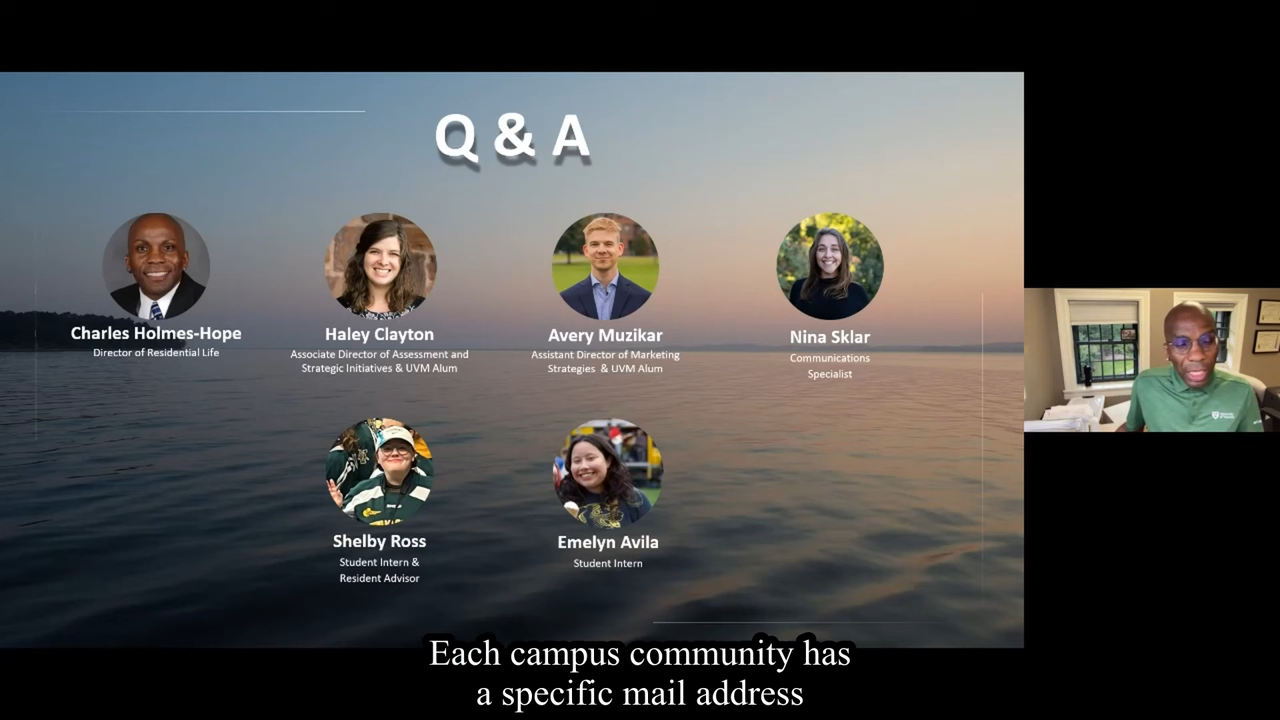 Q & A
Charles Holmes-Hope
Director of Residential Life
Haley Clayton
Associate Director of Assessment and
Strategic Initiatives & UVM Alum
Avery Muzikar
Assistant Director of Marketing
Strategies & UVM Alum
Nina Sklar
Communications
Specialist
Shelby Ross
Student Intern &
Resident Advisor
Emelyn Avila
Student Intern
Each campus community has
a specific mail address